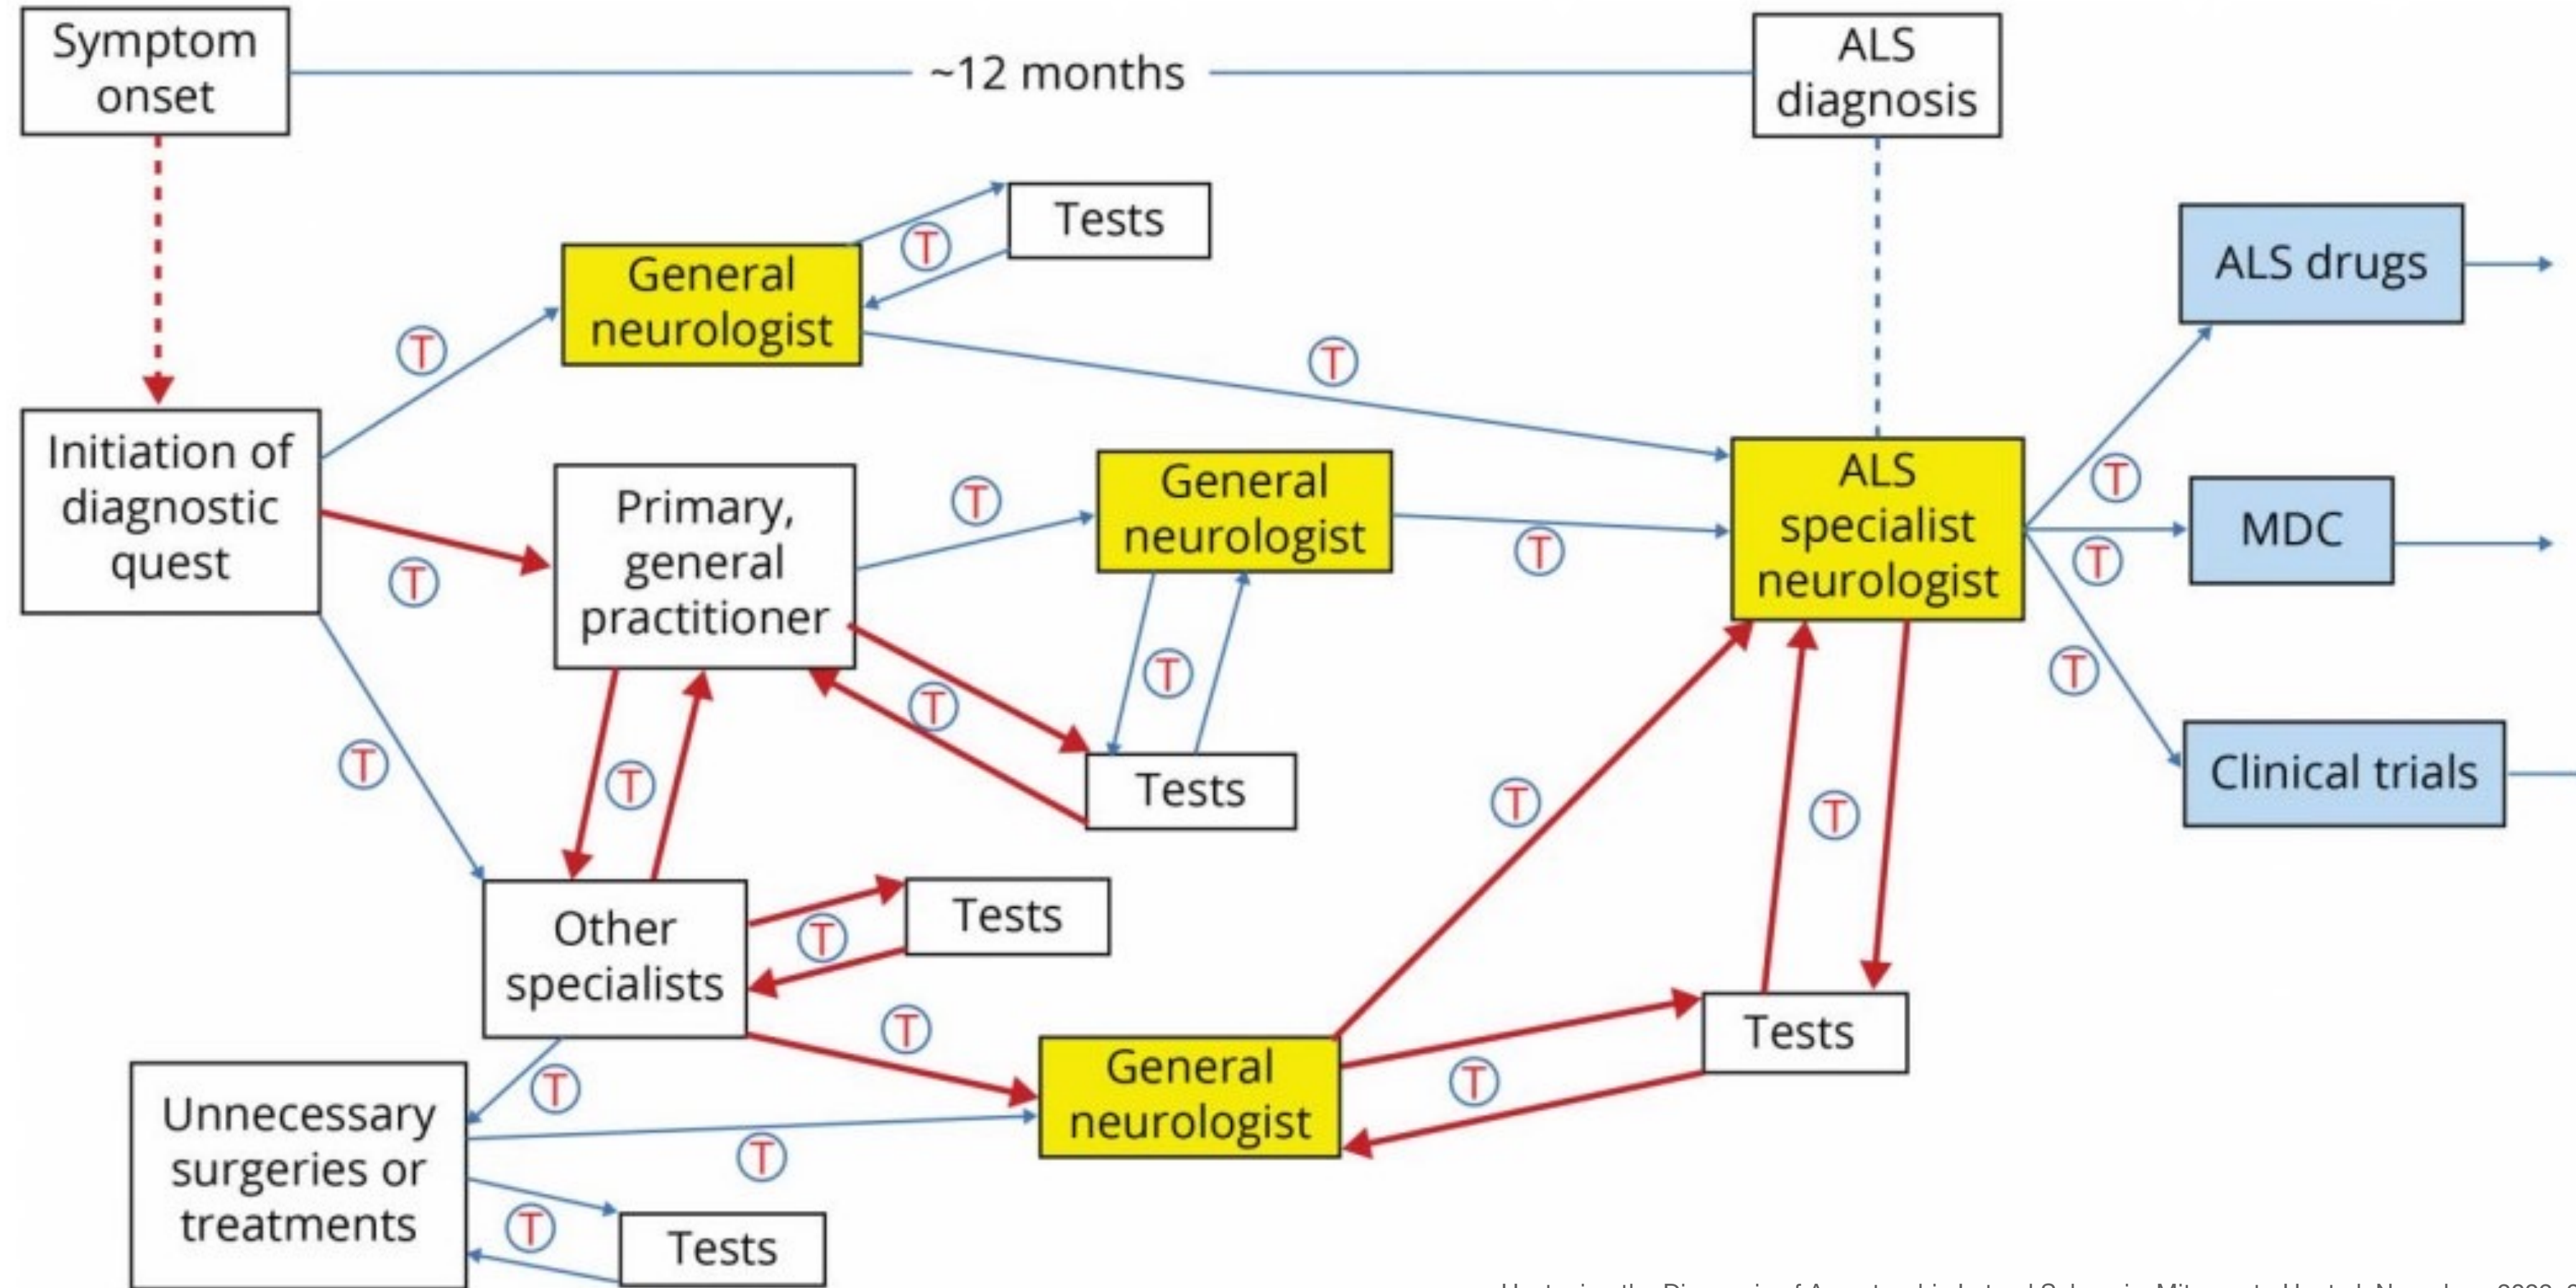 Symptom
onset
~12 months
ALS
diagnosis
Tests
T
General
neurologist
ALS drugs
T
T
Initiation of
diagnostic
quest
Primary,
general
practitioner
T
General
neurologist
T
ALS
specialist
neurologist
T
MDC
T
T
T
T
T
T
Tests
T
T
T
Clinical trials
Other
specialists
T
Tests
T
T
Tests
Unnecessary
surgeries or
treatments
T
T
General
neurologist
T
T
Tests